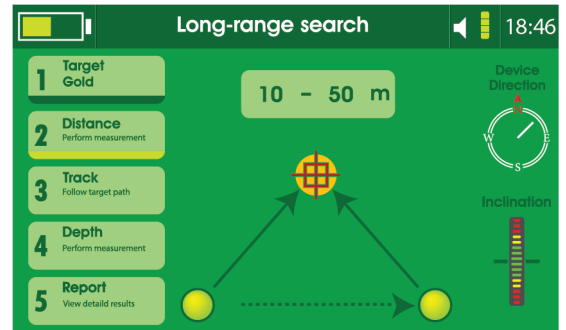 Long-range search
18:46
1
Target
Gold
2
Distance
Perform measurement
3
Track
Follow target path
4
Depth
Perform measurement
5
Report
View detaild results
10 - 50 m
Device
Direction
W
E
S
Inclination